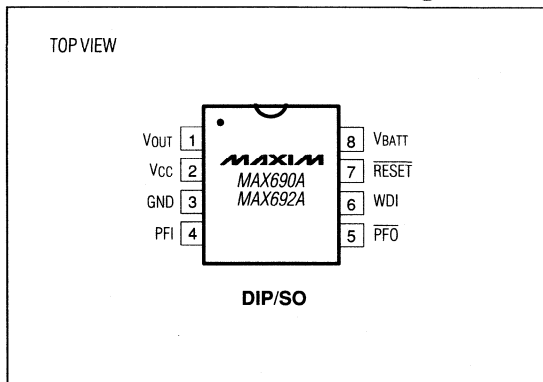 TOP VIEW
VOUT 1
VCC 2
GND 3
PFI 4
MAXIM
MAX690A
MAX692A
8 VBATT
7 RESET
6 WDI
5 PFO
DIP/SO